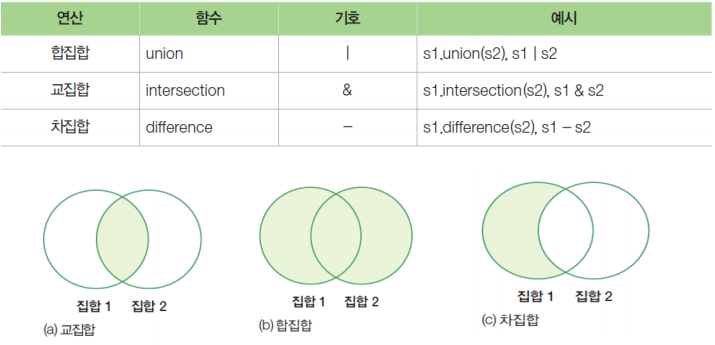 연산 함수 기호 예시
합집합 union | s1.union(s2), s1 | s2
교집합 intersection & s1.intersection(s2), s1 & s2
차집합 difference − s1.difference(s2), s1 − s2
집합 1 집합 2
(a) 교집합
집합 1 집합 2
(b) 합집합
집합 1 집합 2
(c) 차집합